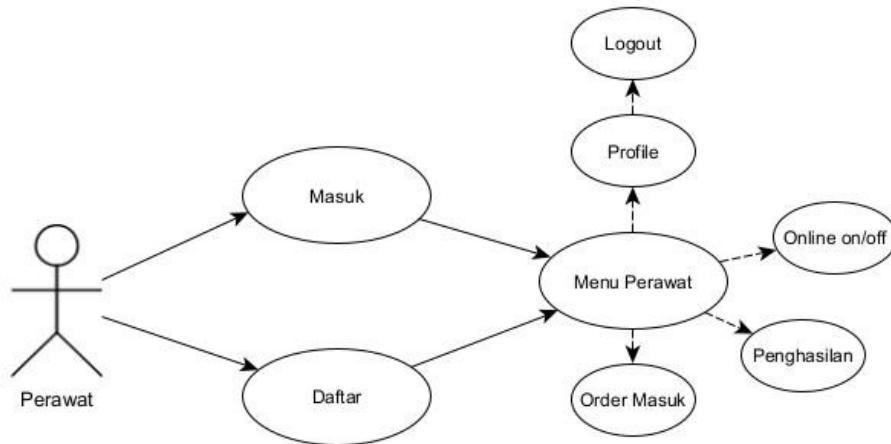 Logout
Profile
Masuk
Online on/off
Menu Perawat
Penghasilan
Perawat
Daftar
Order Masuk